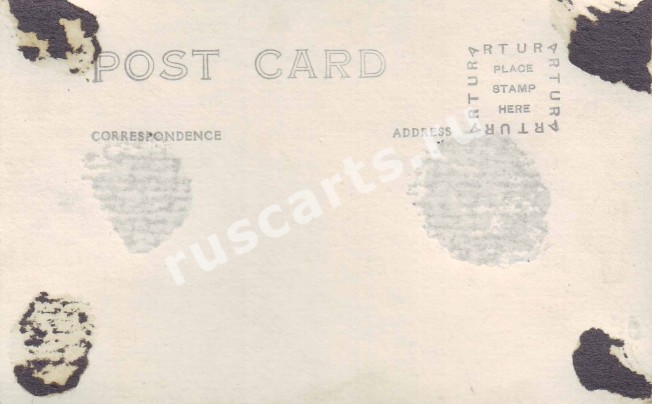 POST CARD
ARTURA
ARTURA
ARTURA
ARTURA
PLACE
STAMP
HERE
CORRESPONDENCE
ADDRESS
ruscarts.ru